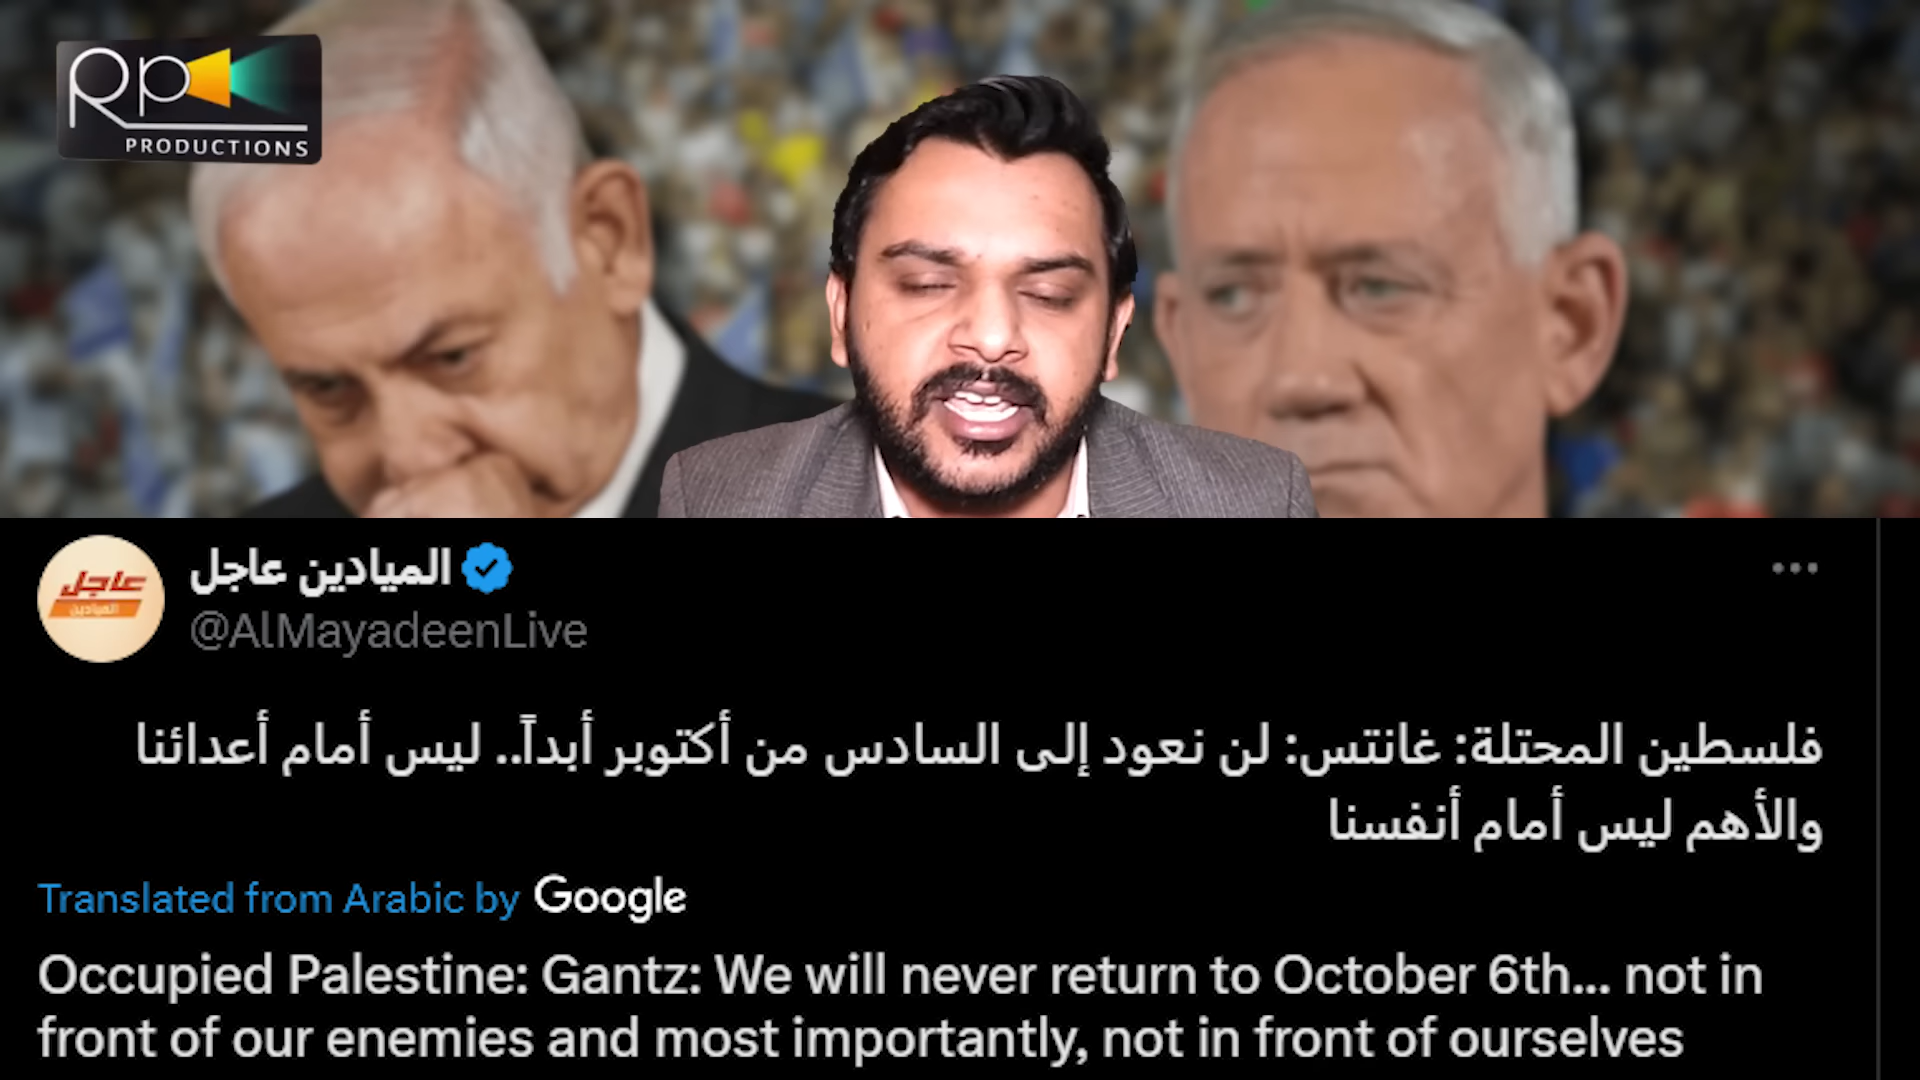 Rp
PRODUCTIONS
الميادين عاجل
@AlMayadeenLive
عاجل
الميادين
فلسطين المحتلة: غانتس: لن نعود إلى السادس من أكتوبر أبداً.. ليس أمام أعدائنا
والأهم ليس أمام أنفسنا
Translated from Arabic by Google
Occupied Palestine: Gantz: We will never return to October 6th... not in
front of our enemies and most importantly, not in front of ourselves